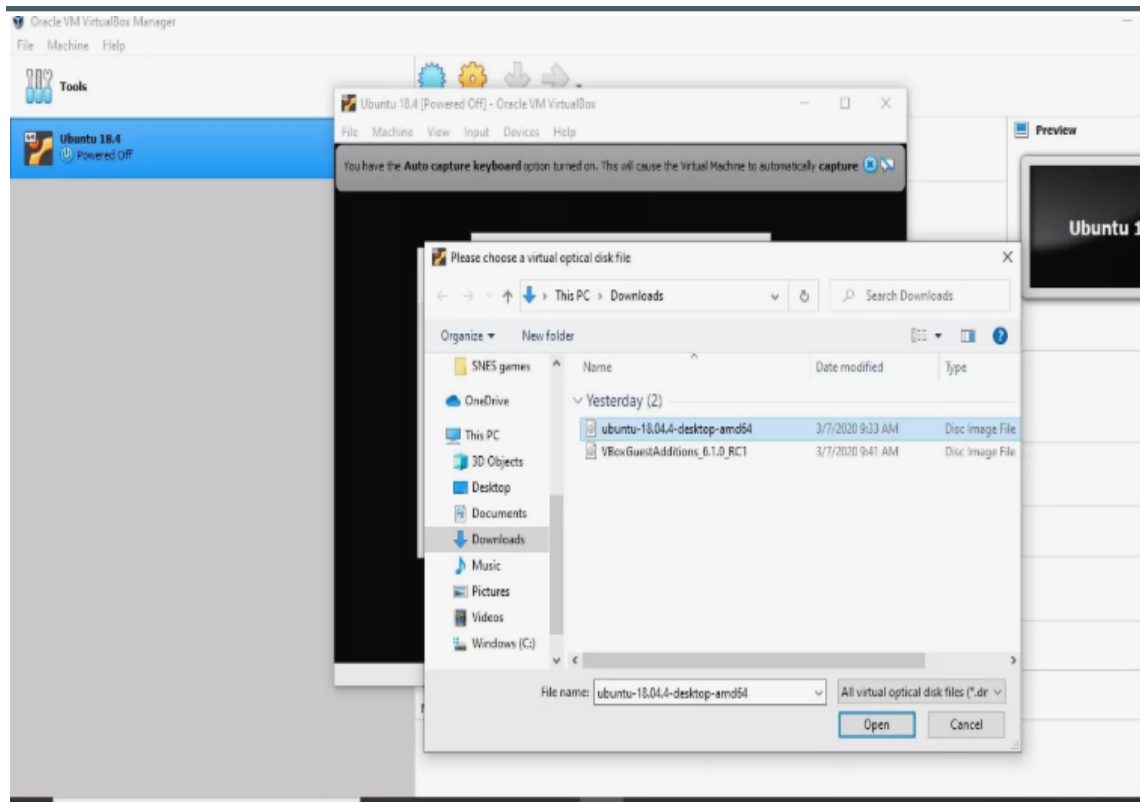 Oracle VM VirtualBox Manager
File Machine Help
Tools
Ubuntu 18.4
Powered Off
Ubuntu 18.4 [Powered Off] - Oracle VM VirtualBox
File Machine View Input Devices Help
You have the Auto capture keyboard option turned on. This will cause the Virtual Machine to automatically capture
Preview
Ubuntu 1
Please choose a virtual optical disk file
This PC > Downloads
Search Downloads
Organize
New folder
SNES games
OneDrive
This PC
3D Objects
Desktop
Documents
Downloads
Music
Pictures
Videos
Windows (C:)
Name Date modified Type
Yesterday (2)
ubuntu-18.04.4-desktop-amd64 3/7/2020 9:33 AM Disc Image File
VBoxGuestAdditions_6.1.0_RC1 3/7/2020 9:41 AM Disc Image File
File name: ubuntu-18.04.4-desktop-amd64 All virtual optical disk files (*.dr
Open Cancel